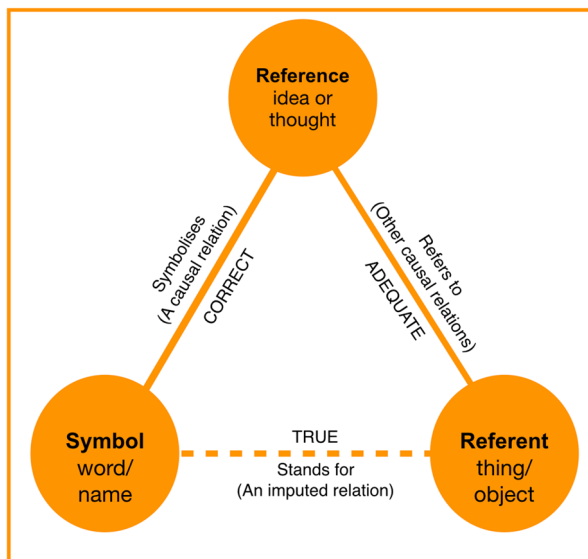 Reference
idea or
thought
Symbolises
(A causal relation)
CORRECT
Refers to
(Other causal relations)
ADEQUATE
Symbol
word/
name
TRUE
Stands for
(An imputed relation)
Referent
thing/
object